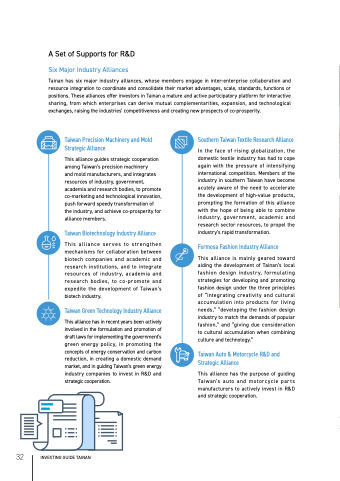 A Set of Supports for R&D
Six Major Industry Alliances
Tainan has six major industry alliances, whose members engage in inter-enterprise collaboration and
resource integration to coordinate and consolidate their market advantages, scale, standards, functions or
positions. These alliances offer investors in Tainan a mature and active participatory platform for interactive
sharing, from which enterprises can derive mutual complementarities, expansion, and technological
exchanges, raising the industries' competitiveness and creating new prospects of co-prosperity.
Taiwan Precision Machinery and Mold
Strategic Alliance
This alliance guides strategic cooperation
among Taiwan's precision machinery
and mold manufacturers, and integrates
resources of industry, government,
academia and research bodies, to promote
co-marketing and technological innovation,
push forward speedy transformation of
the industry, and achieve co-prosperity for
alliance members.
Taiwan Biotechnology Industry Alliance
This alliance serves to strengthen
mechanisms for collaboration between
biotech companies and academic and
research institutions, and to integrate
resources of industry, academia and
research bodies, to co-promote and
expedite the development of Taiwan's
biotech industry.
Taiwan Green Technology Industry Alliance
This alliance has in recent years been actively
involved in the formulation and promotion of
draft laws for implementing the government's
green energy policy, in promoting the
concepts of energy conservation and carbon
reduction, in creating a domestic demand
market, and in guiding Taiwan's green energy
industry companies to invest in R&D and
strategic cooperation.
Southern Taiwan Textile Research Alliance
In the face of rising globalization, the
domestic textile industry has had to cope
again with the pressure of intensifying
international competition. Members of the
industry in southern Taiwan have become
acutely aware of the need to accelerate
the development of high-value products,
prompting the formation of this alliance
with the hope of being able to combine
industry, government, academic and
research sector resources, to propel the
industry's rapid transformation.
Formosa Fashion Industry Alliance
This alliance is mainly geared toward
aiding the development of Taiwan's local
fashion design industry, formulating
strategies for developing and promoting
fashion design under the three principles
of "integrating creativity and cultural
accumulation into products for living
needs," "developing the fashion design
industry to match the demands of popular
fashion," and "giving due consideration
to cultural accumulation when combining
culture and technology."
Taiwan Auto & Motorcycle R&D and
Strategic Alliance
This alliance has the purpose of guiding
Taiwan's auto and motorcycle parts
manufacturers to actively invest in R&D
and strategic cooperation.
32 INVESTING GUIDE TAINAN